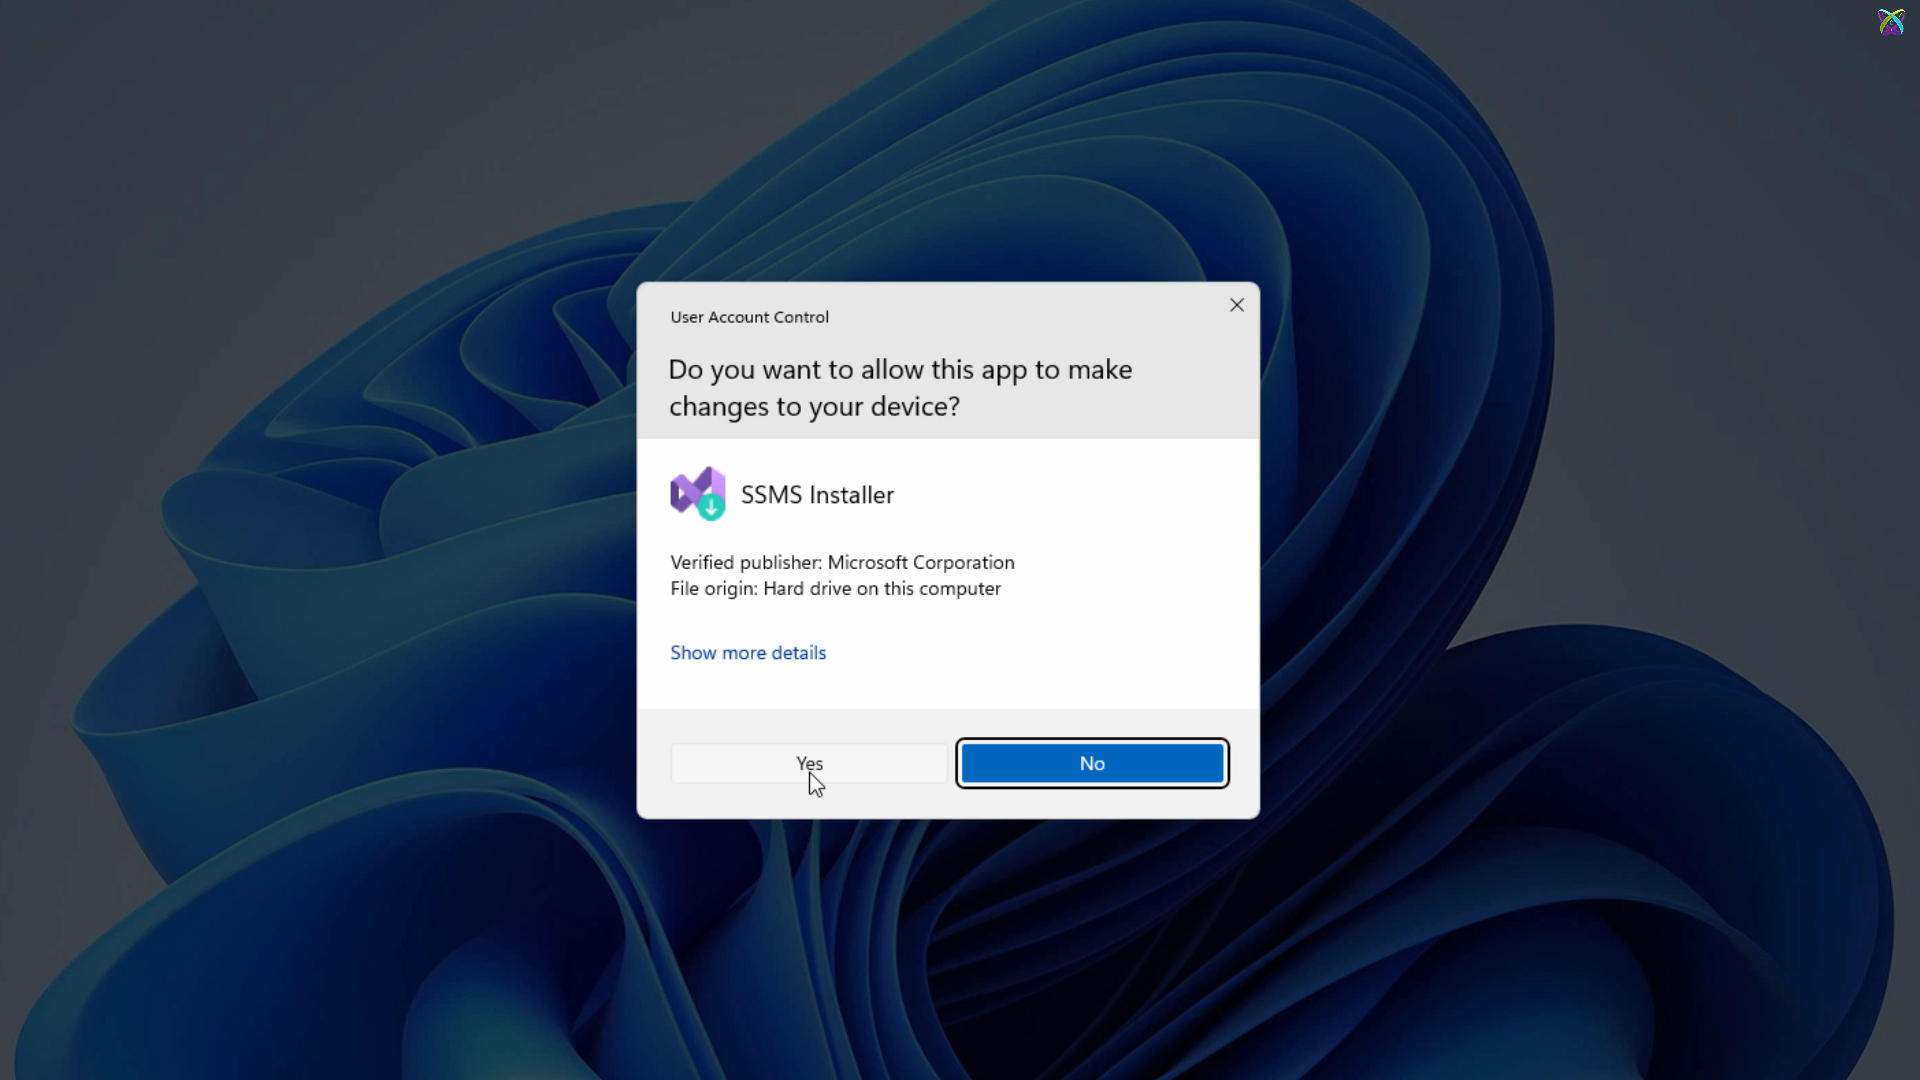 User Account Control
Do you want to allow this app to make
changes to your device?
SSMS Installer
Verified publisher: Microsoft Corporation
File origin: Hard drive on this computer
Show more details
Yes
No